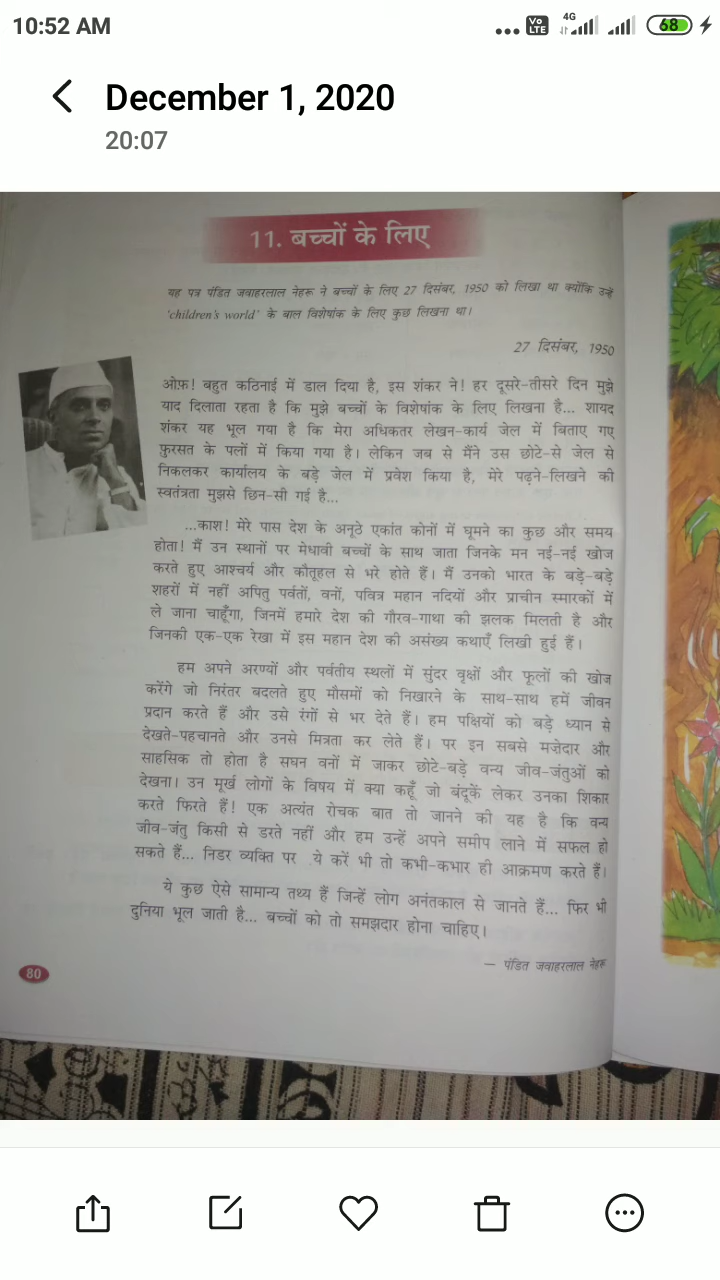 10:52 AM
Vo LTE 4G 68
December 1, 2020
20:07
11. बच्चों के लिए
यह पत्र पंडित जवाहरलाल नेहरू ने बच्चों के लिए 27 दिसंबर, 1950 को लिखा था क्योंकि उन्हें
'children's world' के बाल विशेषांक के लिए कुछ लिखना था।
27 दिसंबर, 1950
ओफ़! बहुत कठिनाई में डाल दिया है, इस शंकर ने! हर दूसरे-तीसरे दिन मुझे
याद दिलाता रहता है कि मुझे बच्चों के विशेषांक के लिए लिखना है... शायद
शंकर यह भूल गया है कि मेरा अधिकतर लेखन-कार्य जेल में बिताए गए
फ़ुरसत के पलों में किया गया है। लेकिन जब से मैंने उस छोटे-से जेल से
निकलकर कार्यालय के बड़े जेल में प्रवेश किया है, मेरे पढ़ने-लिखने की
स्वतंत्रता मुझसे छिन-सी गई है...
...काश! मेरे पास देश के अनूठे एकांत कोनों में घूमने का कुछ और समय
होता! मैं उन स्थानों पर मेधावी बच्चों के साथ जाता जिनके मन नई-नई खोज
करते हुए आश्चर्य और कौतूहल से भरे होते हैं। मैं उनको भारत के बड़े-बड़े
शहरों में नहीं अपितु पर्वतों, वनों, पवित्र महान नदियों और प्राचीन स्मारकों में
ले जाना चाहूँगा, जिनमें हमारे देश की गौरव-गाथा की झलक मिलती है और
जिनकी एक-एक रेखा में इस महान देश की असंख्य कथाएँ लिखी हुई हैं।
हम अपने अरण्यों और पर्वतीय स्थलों में सुंदर वृक्षों और फूलों की खोज
करेंगे जो निरंतर बदलते हुए मौसमों को निखारने के साथ-साथ हमें जीवन
प्रदान करते हैं और उसे रंगों से भर देते हैं। हम पक्षियों को बड़े ध्यान से
देखते-पहचानते और उनसे मित्रता कर लेते हैं। पर इन सबसे मज़ेदार और
साहसिक तो होता है सघन वनों में जाकर छोटे-बड़े वन्य जीव-जंतुओं को
देखना। उन मूर्ख लोगों के विषय में क्या कहूँ जो बंदूकें लेकर उनका शिकार
करते फिरते हैं! एक अत्यंत रोचक बात तो जानने की यह है कि वन्य
जीव-जंतु किसी से डरते नहीं और हम उन्हें अपने समीप लाने में सफल हो
सकते हैं... निडर व्यक्ति पर ये करें भी तो कभी-कभार ही आक्रमण करते हैं।
ये कुछ ऐसे सामान्य तथ्य हैं जिन्हें लोग अनंतकाल से जानते हैं... फिर भी
दुनिया भूल जाती है... बच्चों को तो समझदार होना चाहिए।
— पंडित जवाहरलाल नेहरू
80